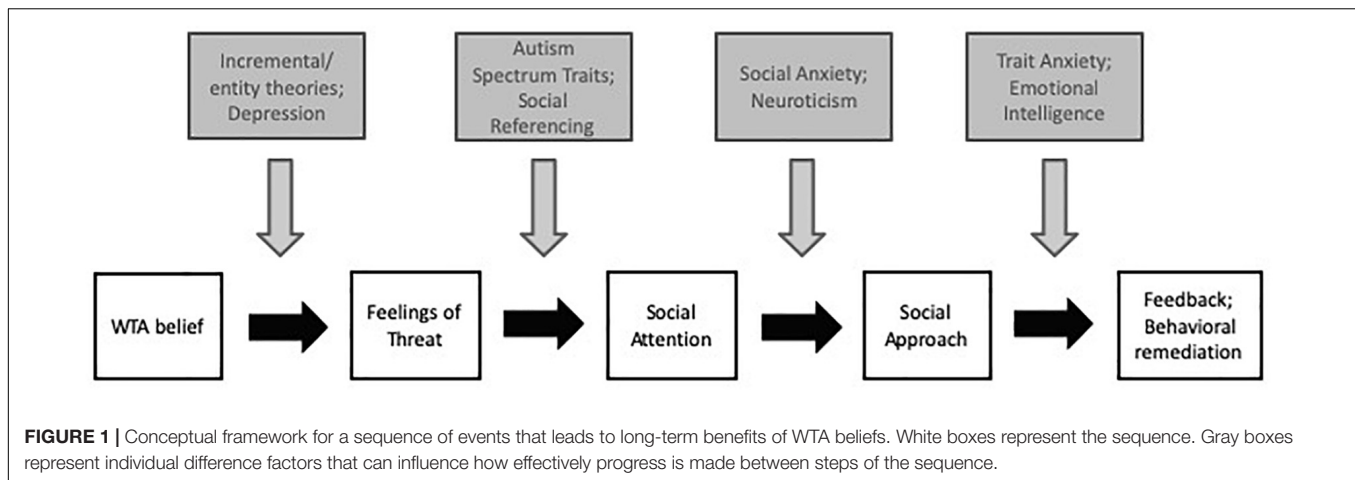 Incremental/
entity theories;
Depression
Autism
Spectrum Traits;
Social
Referencing
Social Anxiety;
Neuroticism
Trait Anxiety;
Emotional
Intelligence
WTA belief
Feelings of
Threat
Social
Attention
Social
Approach
Feedback;
Behavioral
remediation
FIGURE 1 | Conceptual framework for a sequence of events that leads to long-term benefits of WTA beliefs. White boxes represent the sequence. Gray boxes
represent individual difference factors that can influence how effectively progress is made between steps of the sequence.